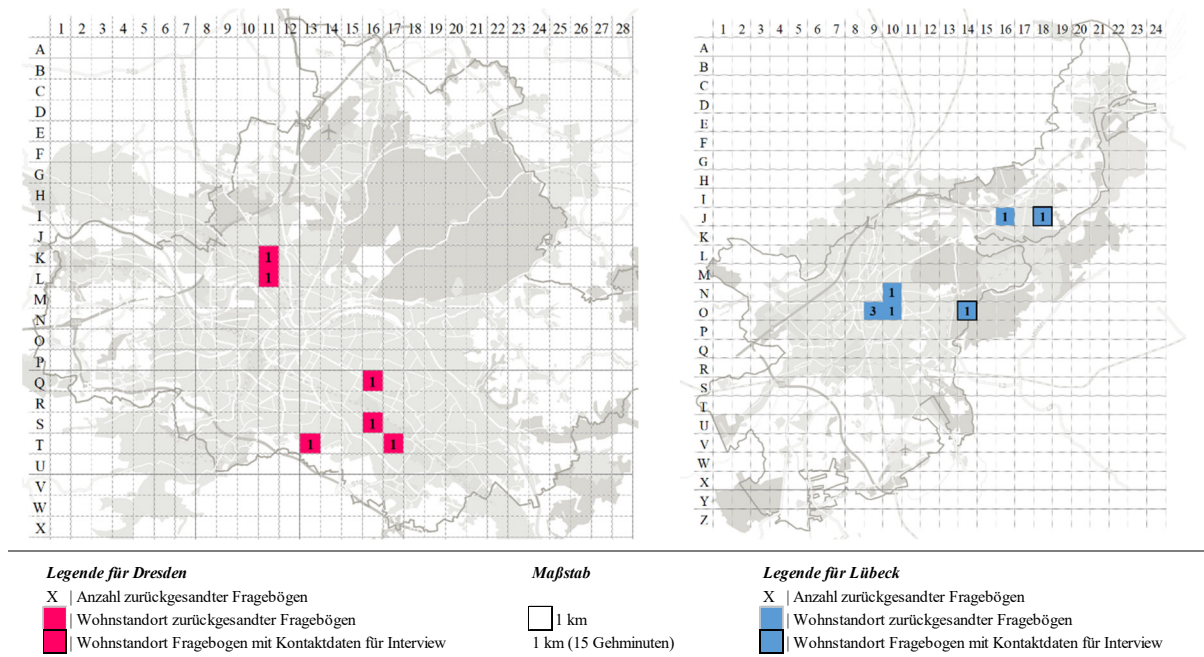 1 2 3 4 5 6 7 8 9 10 11 12 13 14 15 16 17 18 19 20 21 22 23 24 25 26 27 28
A
B
C
D
E
F
G
H
I
J
K 1
L 1
M
N
O
P
Q 1
R
S 1
T 1 1
U
V
W
X
1 2 3 4 5 6 7 8 9 10 11 12 13 14 15 16 17 18 19 20 21 22 23 24
A
B
C
D
E
F
G
H
I
J 1 1
K
L
M
N 1
O 3 1 1
P
Q
R
S
T
U
V
W
X
Y
Z
Legende für Dresden
X | Anzahl zurückgesandter Fragebögen
| Wohnstandort zurückgesandter Fragebögen
| Wohnstandort Fragebogen mit Kontaktdaten für Interview
Maßstab
| 1 km
1 km (15 Gehminuten)
Legende für Lübeck
X | Anzahl zurückgesandter Fragebögen
| Wohnstandort zurückgesandter Fragebögen
| Wohnstandort Fragebogen mit Kontaktdaten für Interview